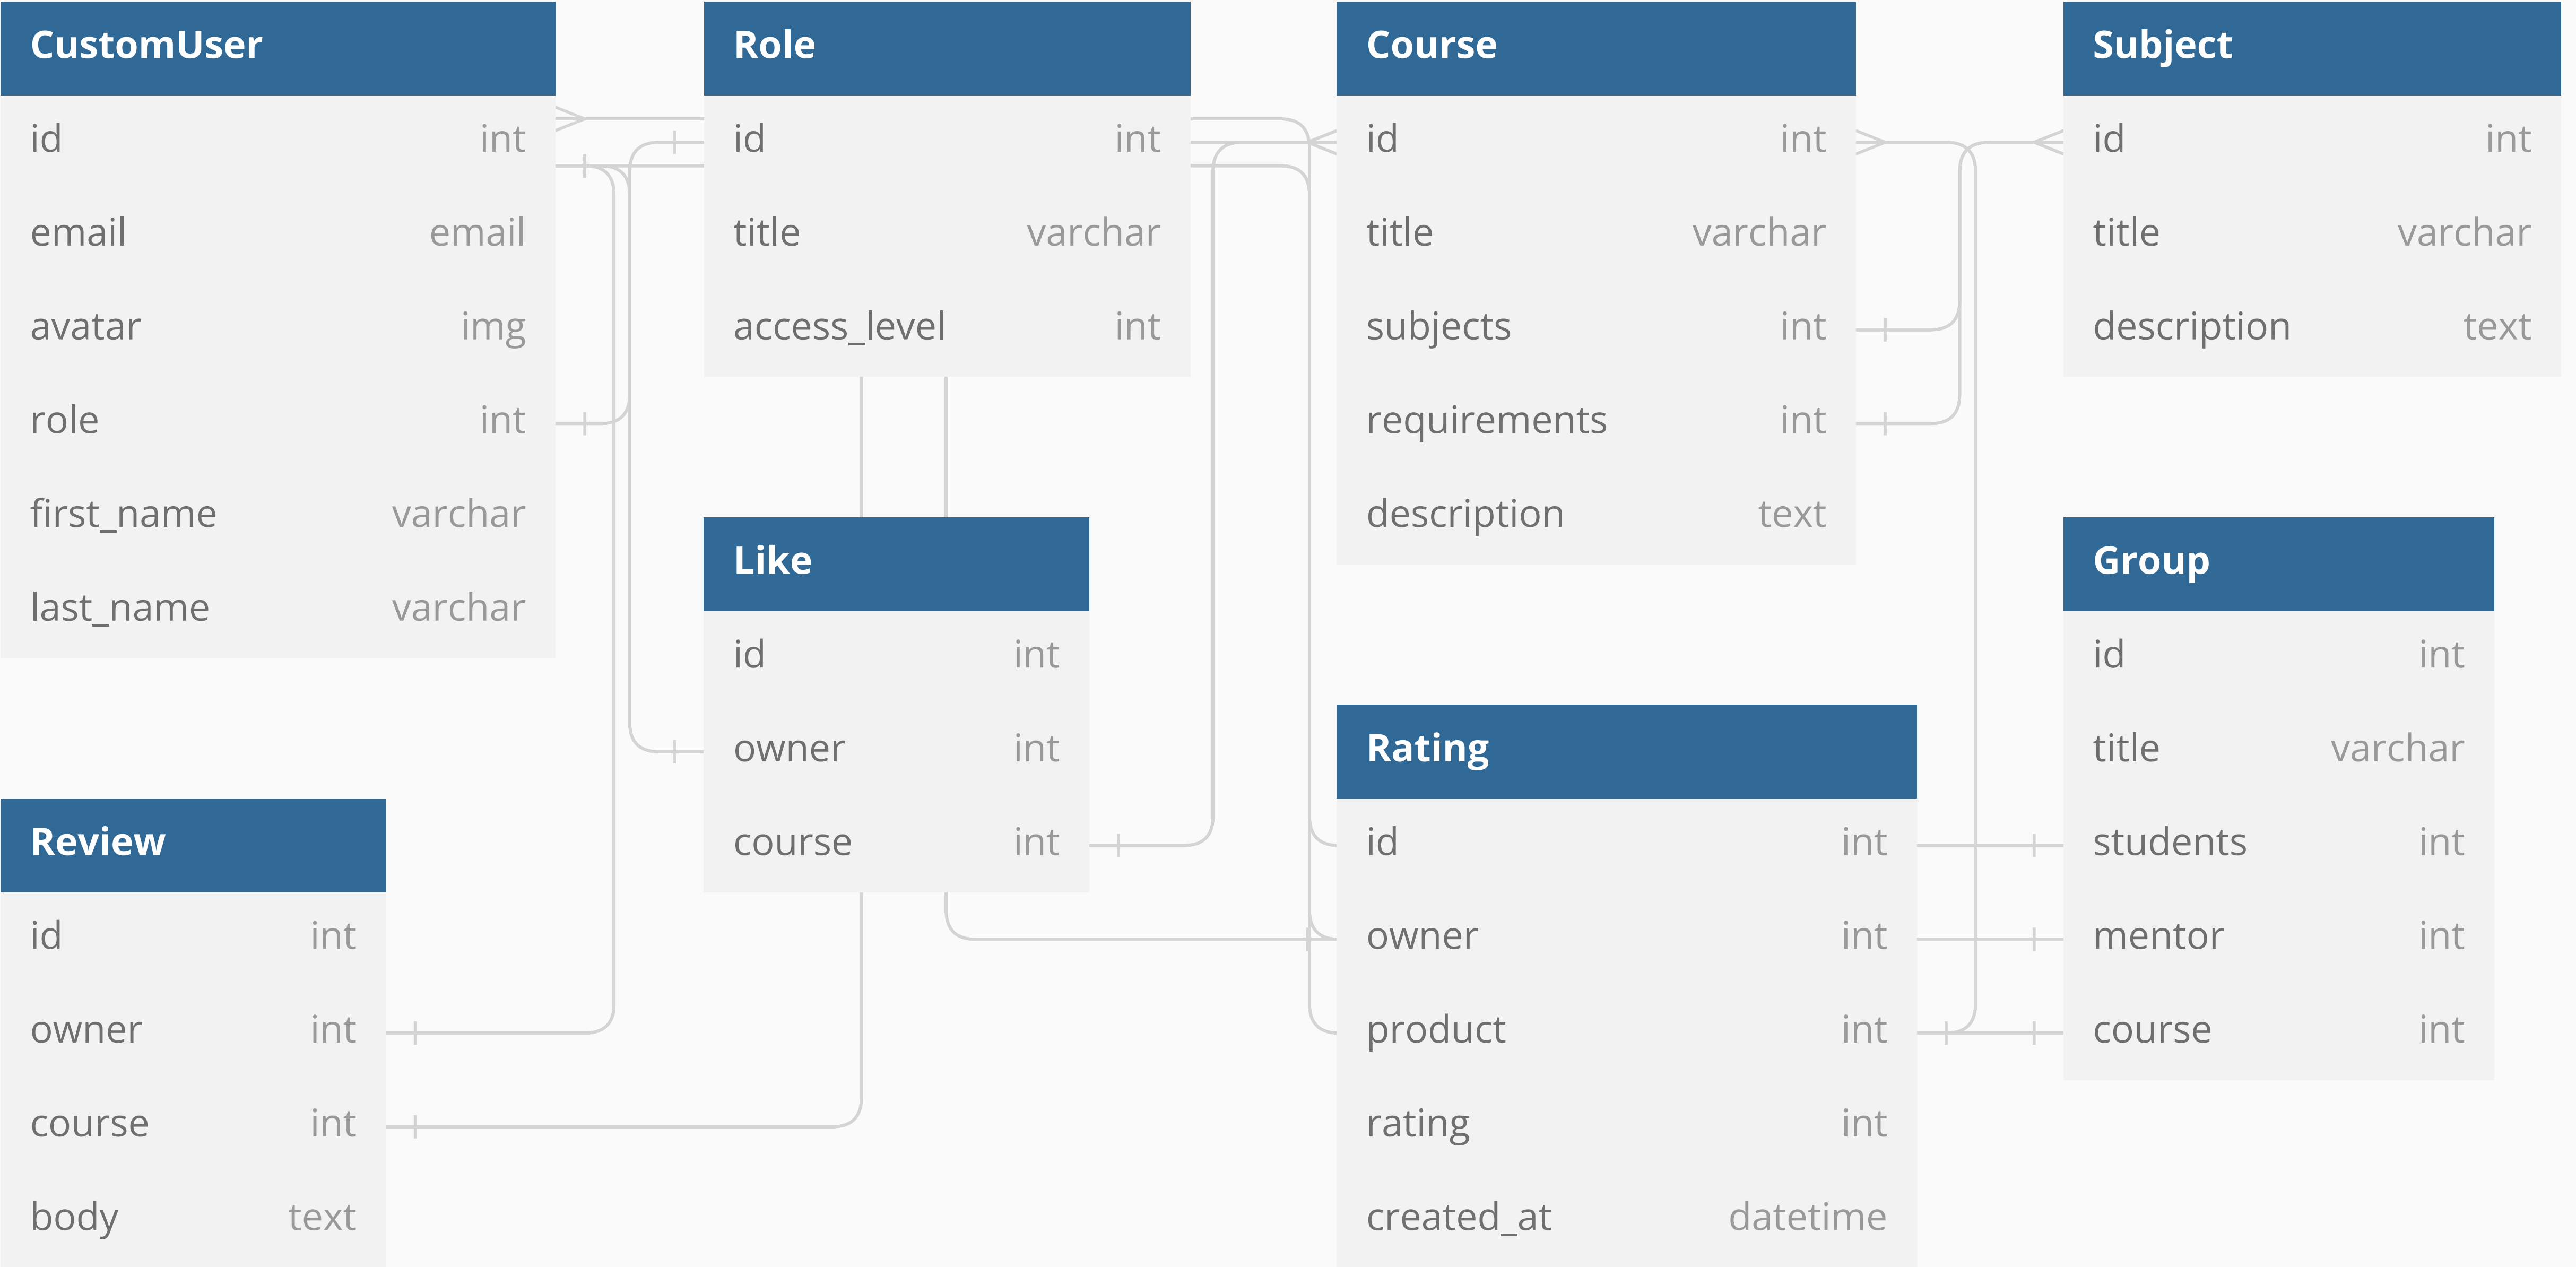 CustomUser
id int
email email
avatar img
role int
first_name varchar
last_name varchar
Role
id int
title varchar
access_level int
Course
id int
title varchar
subjects int
requirements int
description text
Subject
id int
title varchar
description text
Like
id int
owner int
course int
Group
id int
title varchar
students int
mentor int
course int
Rating
id int
owner int
product int
rating int
created_at datetime
Review
id int
owner int
course int
body text